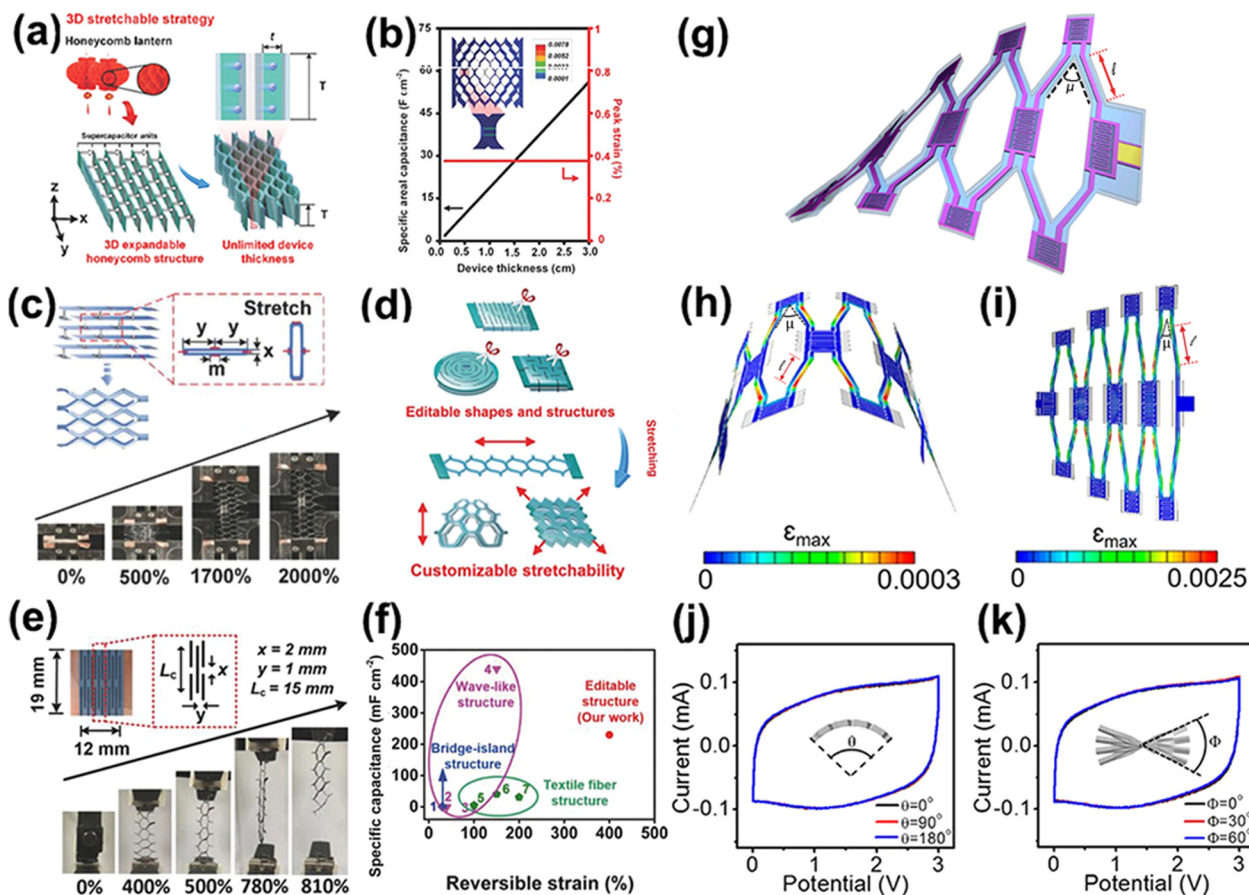 (a)
3D stretchable strategy
Honeycomb lantern
t
T
Supercapacitor units
z
x
y
T
3D expandable
honeycomb structure
Unlimited device
thickness
(b)
Specific areal capacitance (F cm⁻²)
75
60
45
30
15
0
0.0
0.5
1.0
1.5
2.0
2.5
3.0
Device thickness (cm)
0.0078
0.0052
0.0001
1
0.8
0.6
0.4
0.2
0
Peak strain (%)
(c)
Stretch
y
y
x
m
0%
500%
1700%
2000%
(d)
Editable shapes and structures
Stretching
Customizable stretchability
(e)
19 mm
12 mm
Lc
x
y
x = 2 mm
y = 1 mm
Lc = 15 mm
0%
400%
500%
780%
810%
(f)
Specific capacitance (mF cm⁻²)
500
400
300
200
100
0
4
Wave-like
structure
Editable
structure
(Our work)
Bridge-island
structure
Textile fiber
structure
1
2
3
5
6
7
0
100
200
300
400
500
Reversible strain (%)
(g)
μ
l
(h)
μ
εmax
0
0.0003
(i)
μ
εmax
0
0.0025
(j)
Current (mA)
0.1
0.0
-0.1
θ
θ=0°
θ=90°
θ=180°
0
1
2
3
Potential (V)
(k)
Current (mA)
0.1
0.0
-0.1
Φ
Φ=0°
Φ=30°
Φ=60°
0
1
2
3
Potential (V)